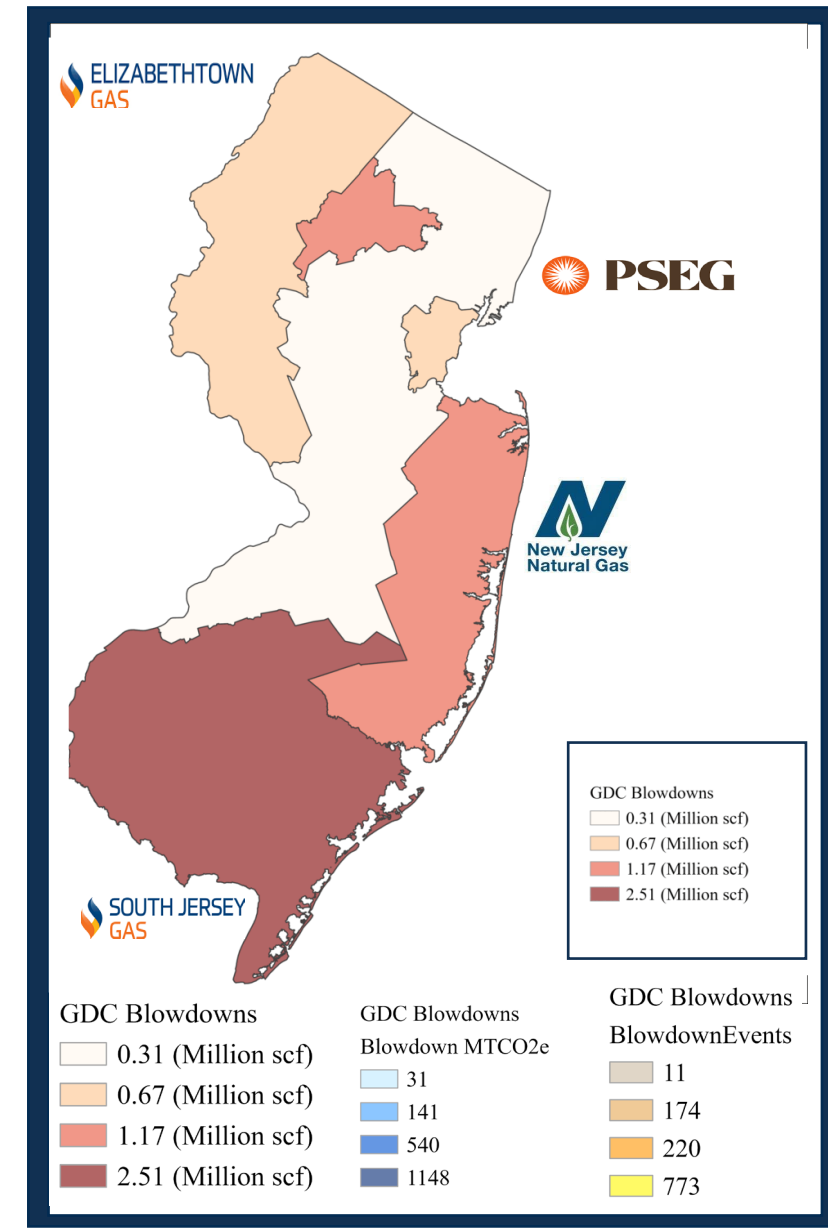 ELIZABETHTOWN
GAS
PSEG
New Jersey
Natural Gas
GDC Blowdowns
0.31 (Million scf)
0.67 (Million scf)
1.17 (Million scf)
2.51 (Million scf)
SOUTH JERSEY
GAS
GDC Blowdowns
0.31 (Million scf)
0.67 (Million scf)
1.17 (Million scf)
2.51 (Million scf)
GDC Blowdowns
Blowdown MTCO2e
31
141
540
1148
GDC Blowdowns
BlowdownEvents
11
174
220
773